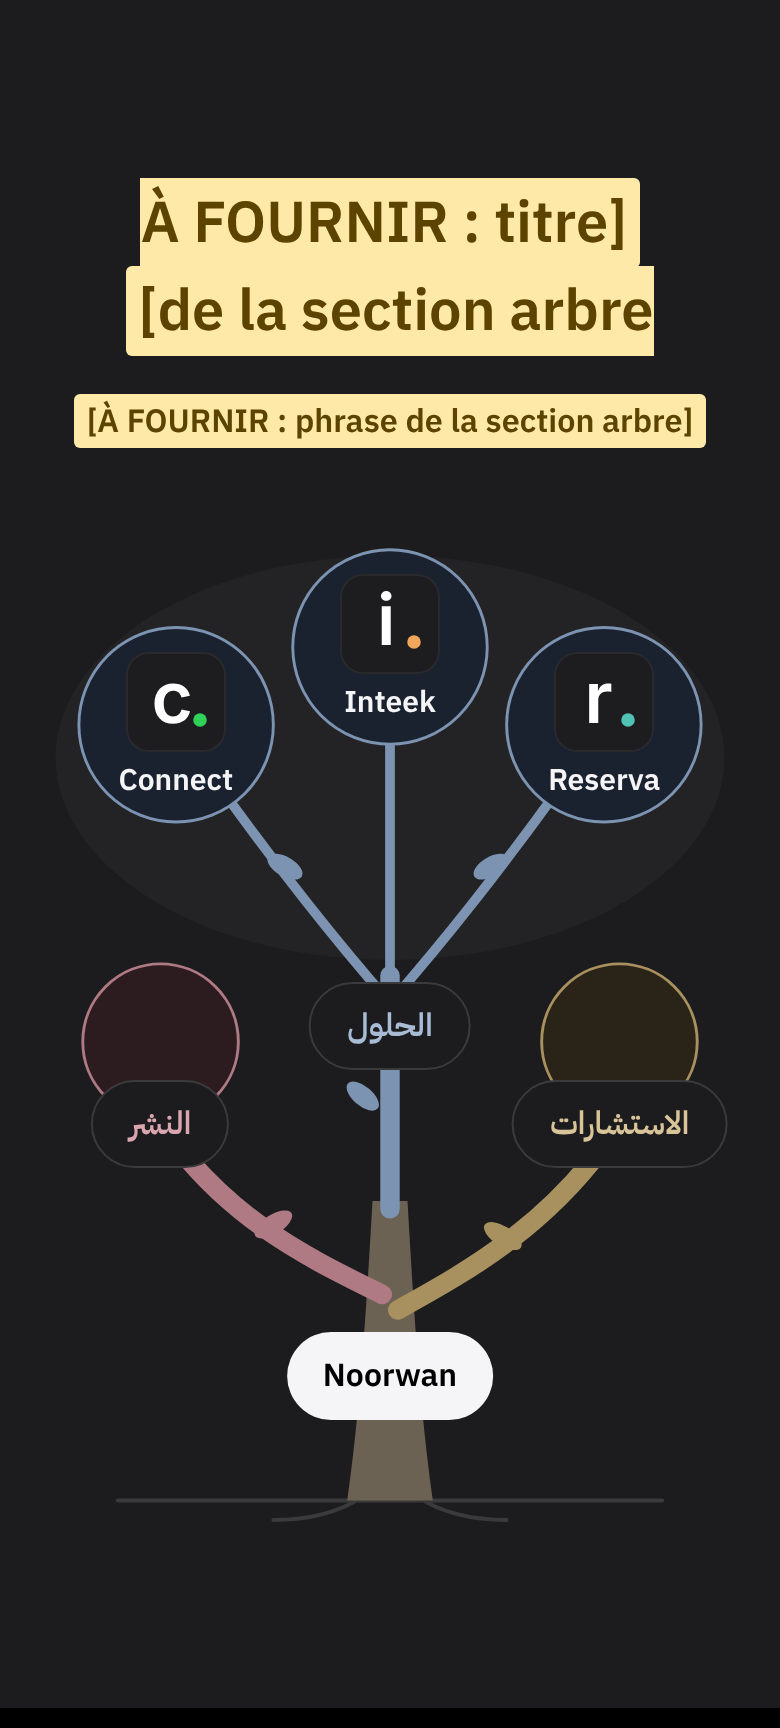 À FOURNIR : titre]
[de la section arbre
[À FOURNIR : phrase de la section arbre]
i.
Inteek
c.
Connect
r.
Reserva
الحلول
النشر
الاستشارات
Noorwan